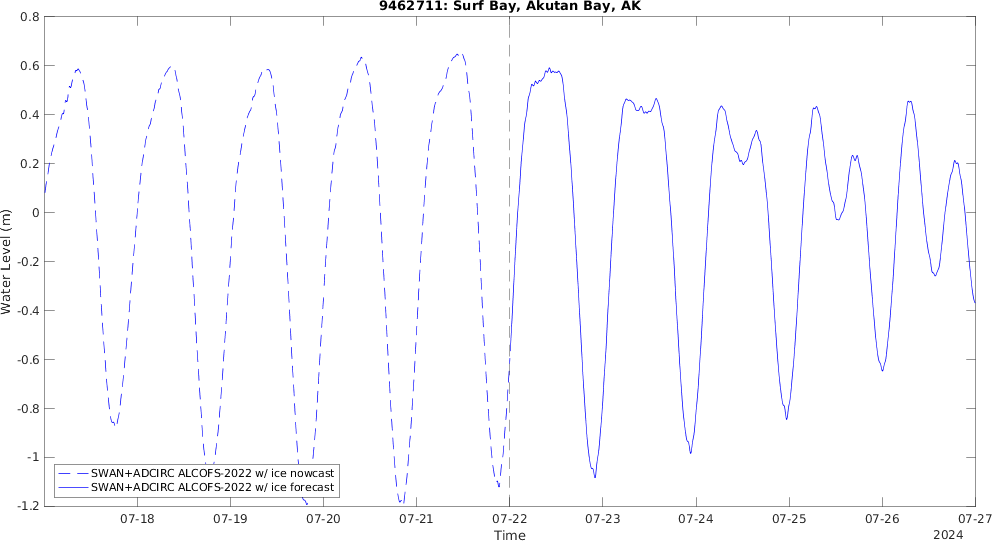 9462711: Surf Bay, Akutan Bay, AK
0.8
0.6
0.4
0.2
0
-0.2
-0.4
-0.6
-0.8
-1
-1.2
Water Level (m)
SWAN+ADCIRC ALCOFS-2022 w/ ice nowcast
SWAN+ADCIRC ALCOFS-2022 w/ ice forecast
07-18 07-19 07-20 07-21 07-22 07-23 07-24 07-25 07-26 07-27
Time
2024